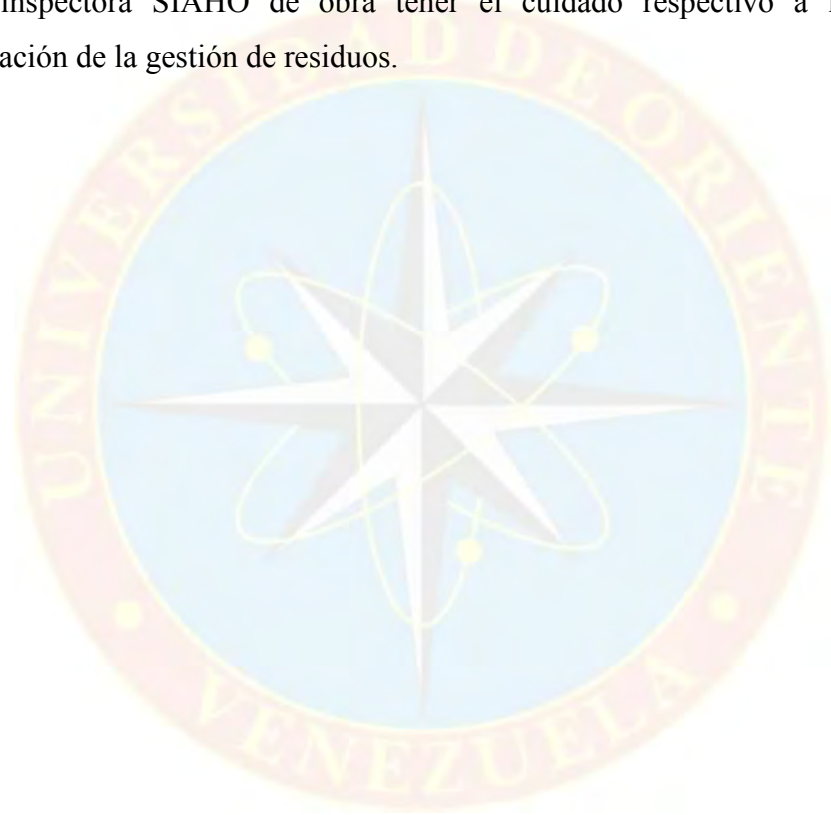 inspectora SIAHO de obra tener el cuidado respectivo a
ación de la gestión de residuos.
UNIVERSIDAD DE ORIENTE
VENEZUELA